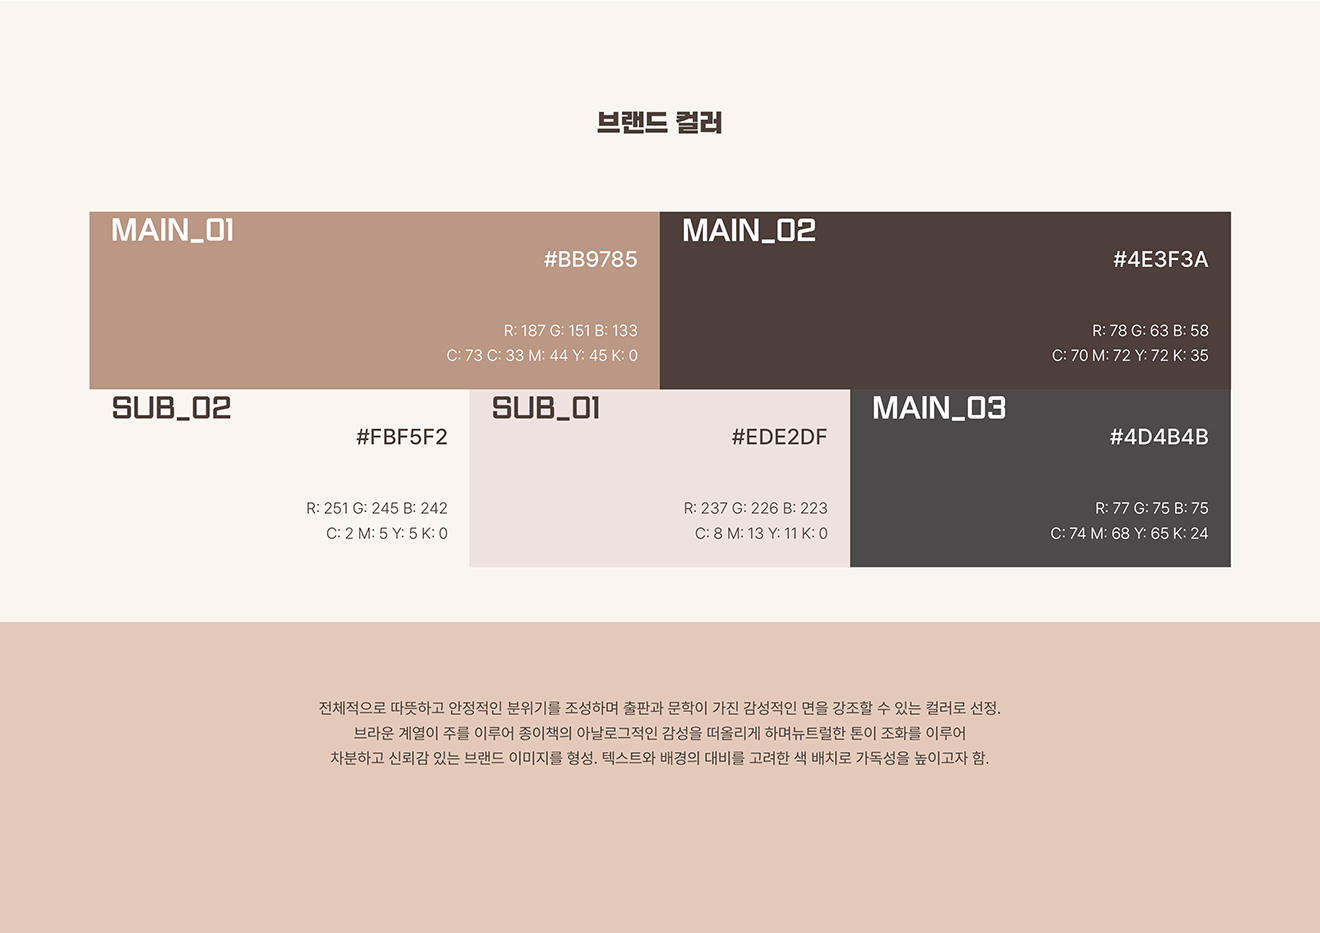 브랜드 컬러
MAIN_01
#BB9785
R: 187 G: 151 B: 133
C: 73 C: 33 M: 44 Y: 45 K: 0
MAIN_02
#4E3F3A
R: 78 G: 63 B: 58
C: 70 M: 72 Y: 72 K: 35
SUB_02
#FBF5F2
R: 251 G: 245 B: 242
C: 2 M: 5 Y: 5 K: 0
SUB_01
#EDE2DF
R: 237 G: 226 B: 223
C: 8 M: 13 Y: 11 K: 0
MAIN_03
#4D4B4B
R: 77 G: 75 B: 75
C: 74 M: 68 Y: 65 K: 24
전체적으로 따뜻하고 안정적인 분위기를 조성하며 출판과 문학이 가진 감성적인 면을 강조할 수 있는 컬러로 선정.
브라운 계열이 주를 이루어 종이책의 아날로그적인 감성을 떠올리게 하며뉴트럴한 톤이 조화를 이루어
차분하고 신뢰감 있는 브랜드 이미지를 형성. 텍스트와 배경의 대비를 고려한 색 배치로 가독성을 높이고자 함.